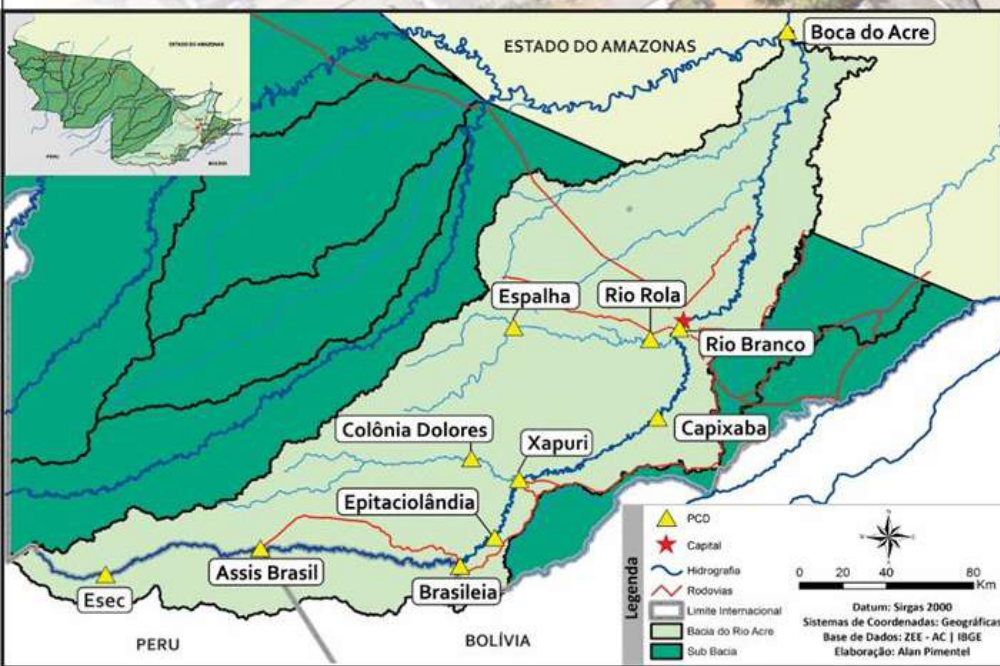 ESTADO DO AMAZONAS
PERU
BOLIVIA
ESTADO DO AMAZONAS
Boca do Acre
Espalha
Rio Rola
Rio Branco
Capixaba
Colônia Dolores
Xapuri
Epitaciolândia
Assis Brasil
Brasileia
Esec
PERU
BOLÍVIA
Legenda
PCD
Capital
Hidrografia
Rodovias
Limite Internacional
Bacia do Rio Acre
Sub Bacia
N
0 20 40 80
Km
Datum: Sirgas 2000
Sistemas de Coordenadas: Geográficas
Base de Dados: ZEE - AC | IBGE
Elaboração: Alan Pimentel